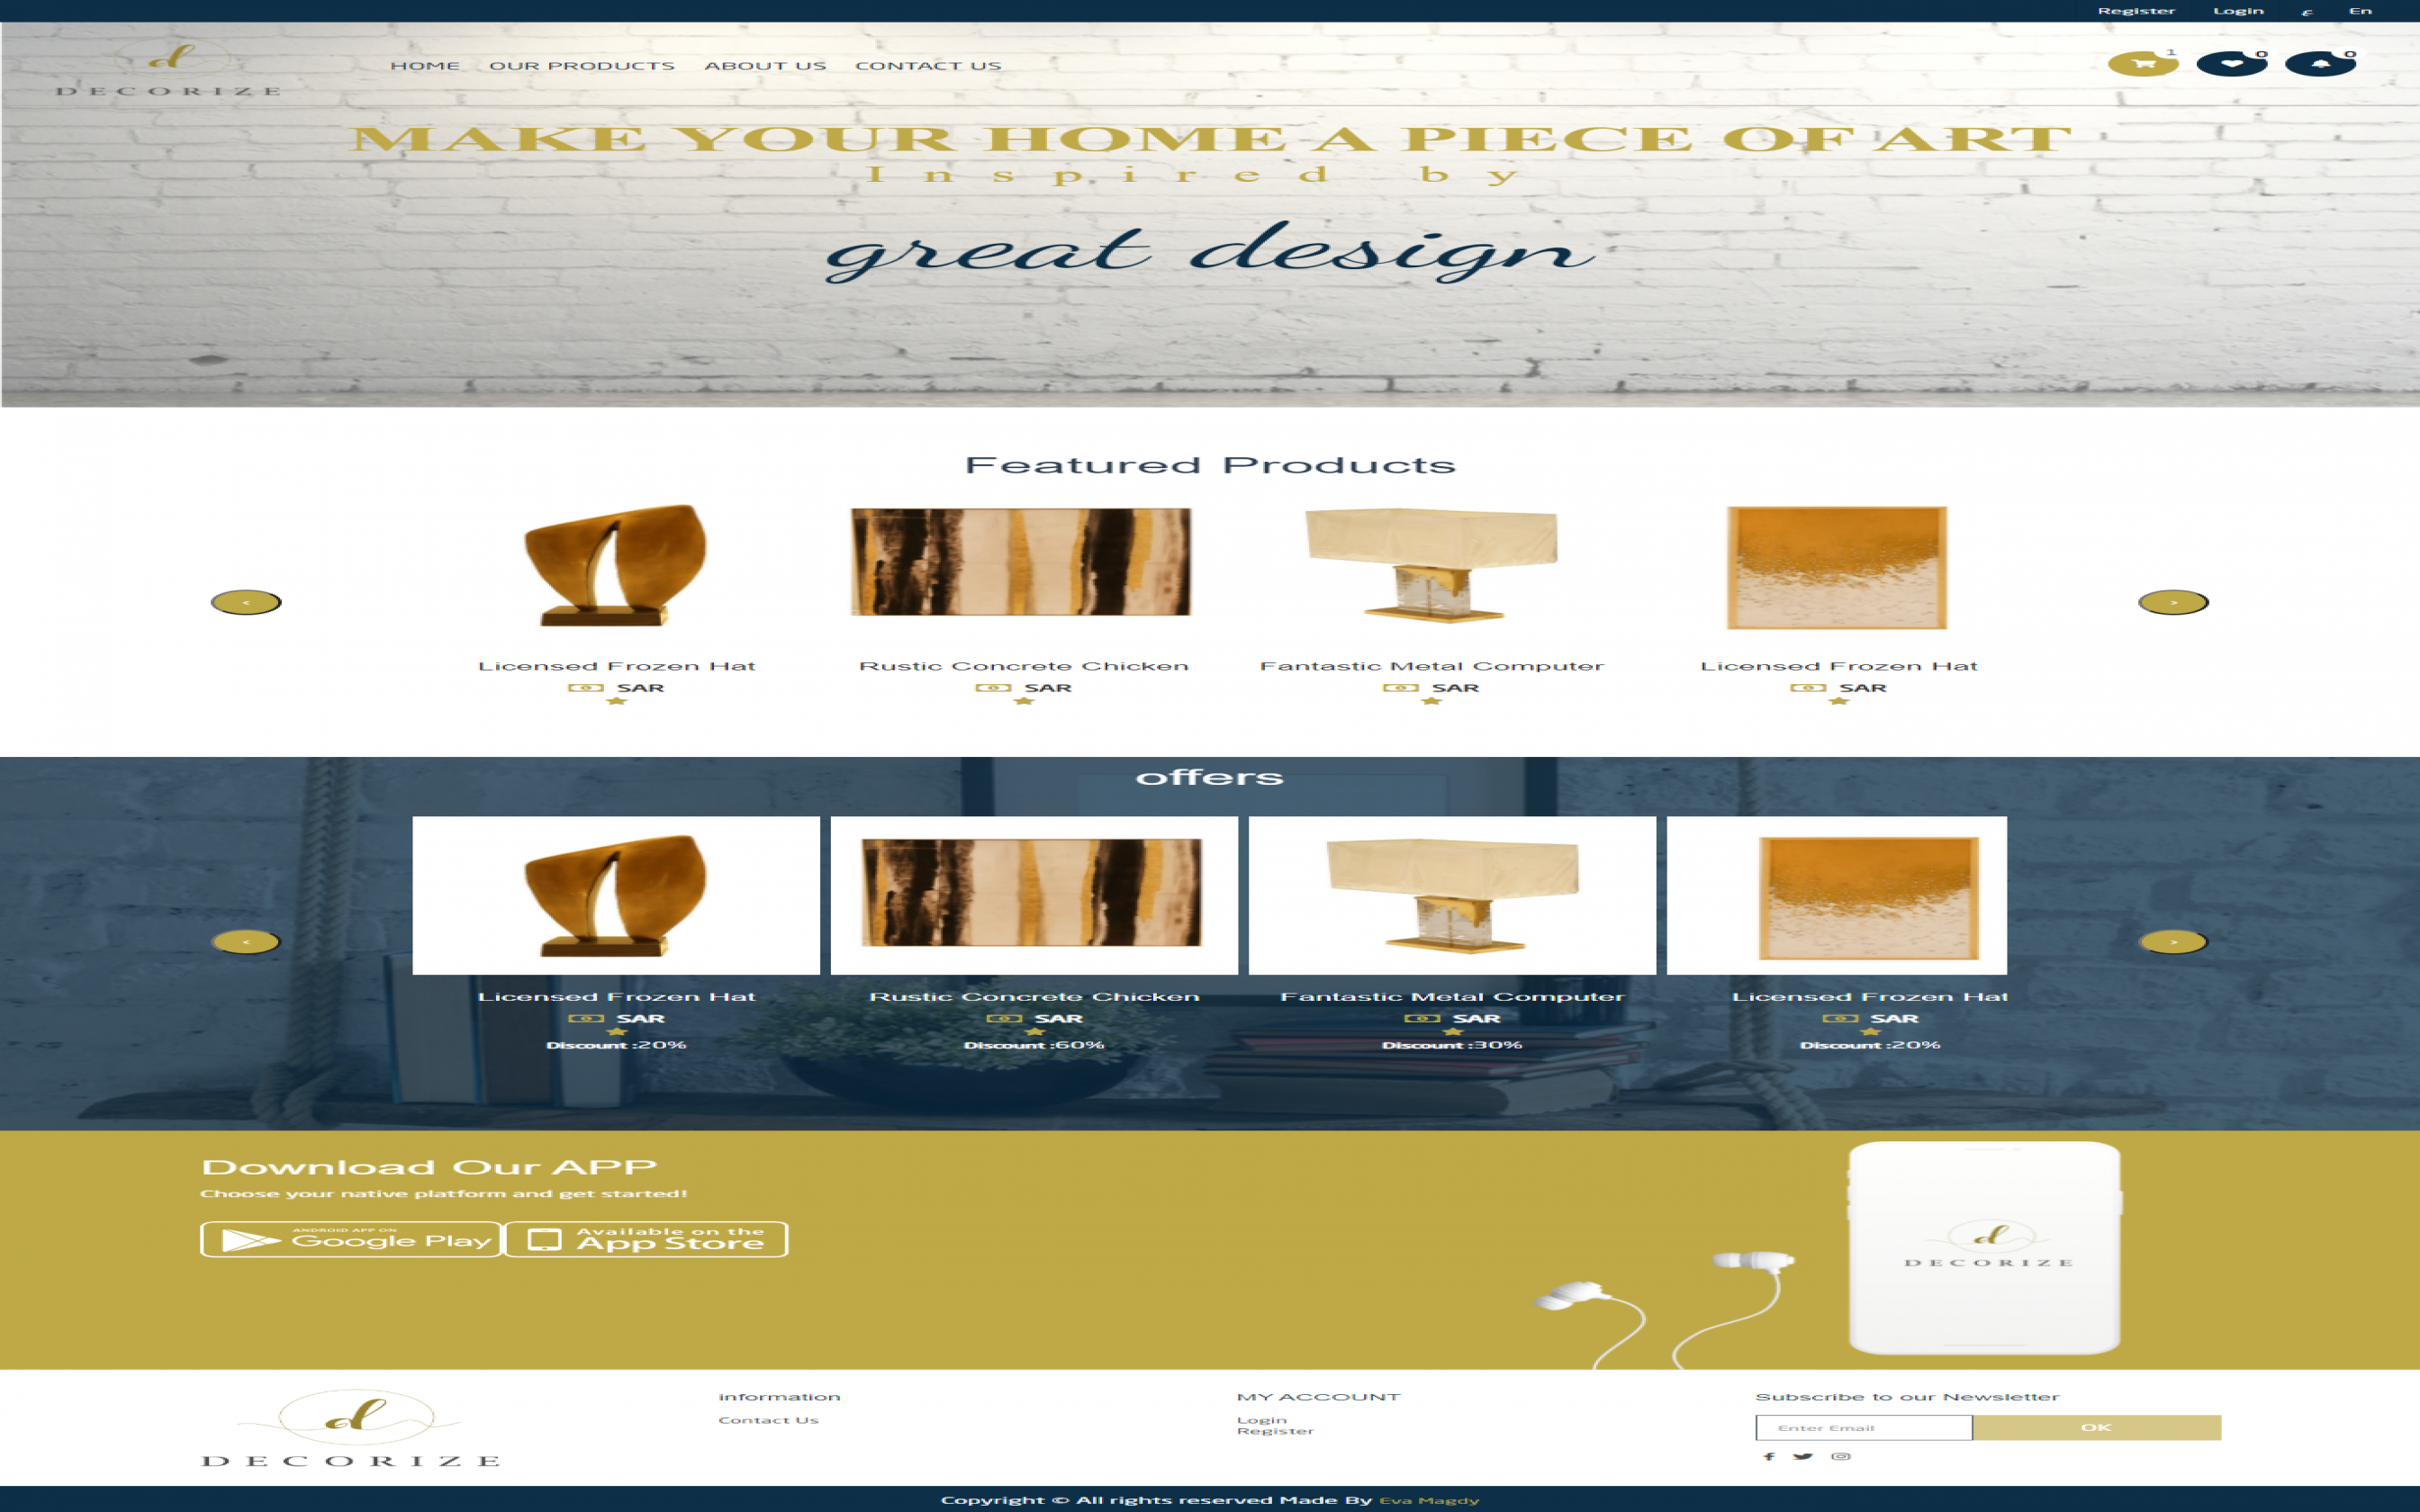 Register Login ع En
d
DECORIZE
HOME OUR PRODUCTS ABOUT US CONTACT US
1 0 0
MAKE YOUR HOME A PIECE OF ART
Inspired by
great design
Featured Products
< >
Licensed Frozen Hat Rustic Concrete Chicken Fantastic Metal Computer Licensed Frozen Hat
SAR SAR SAR SAR
offers
< >
Licensed Frozen Hat Rustic Concrete Chicken Fantastic Metal Computer Licensed Frozen Hat
SAR SAR SAR SAR
Discount :20% Discount :60% Discount :30% Discount :20%
Download Our APP
Choose your native platform and get started!
ANDROID APP ON
Google Play
Available on the
App Store
d
DECORIZE
d
DECORIZE
information
Contact Us
MY ACCOUNT
Login
Register
Subscribe to our Newsletter
Enter Email OK
Copyright © All rights reserved Made By Eva Magdy